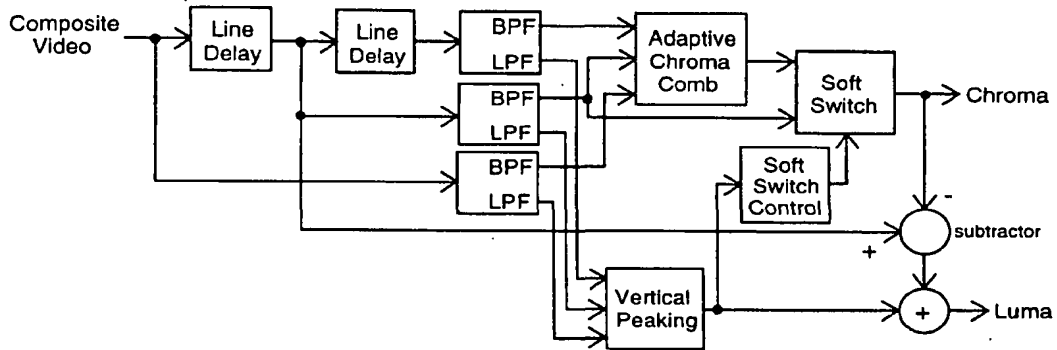 Composite
Video
Line
Delay
Line
Delay
BPF
LPF
BPF
LPF
BPF
LPF
Adaptive
Chroma
Comb
Soft
Switch
Chroma
Soft
Switch
Control
-
+
subtractor
Vertical
Peaking
+
Luma